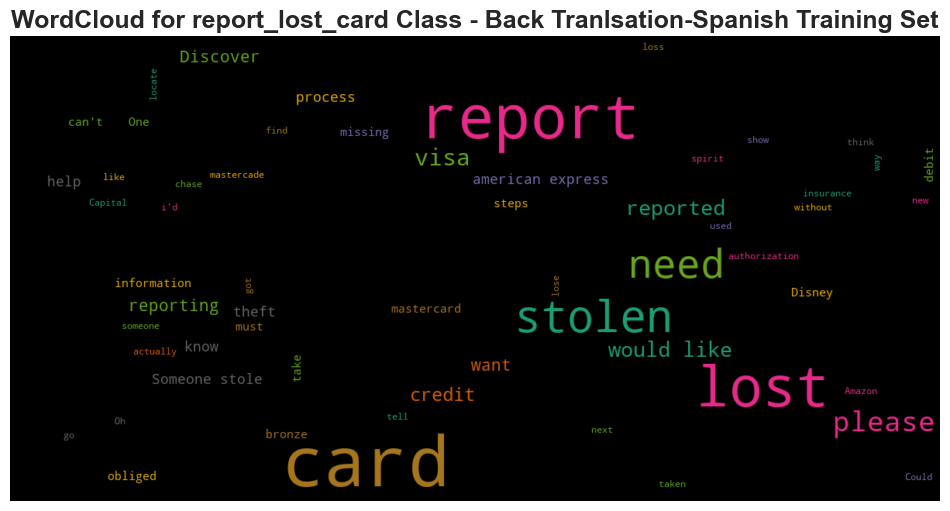 WordCloud for report_lost_card Class - Back Tranlsation-Spanish Training Set
loss
Discover
locate
process
report
can't
One
find
missing
show
think
visa
spirit
way
debit
help
like
chase
mastercade
american express
insurance
new
Capital
i'd
steps
reported
without
used
need
authorization
information
got
lose
Disney
reporting
theft
mastercard
stolen
someone
must
actually
know
would like
take
want
Someone stole
credit
lost
Amazon
please
tell
Oh
go
bronze
next
card
obliged
taken
Could